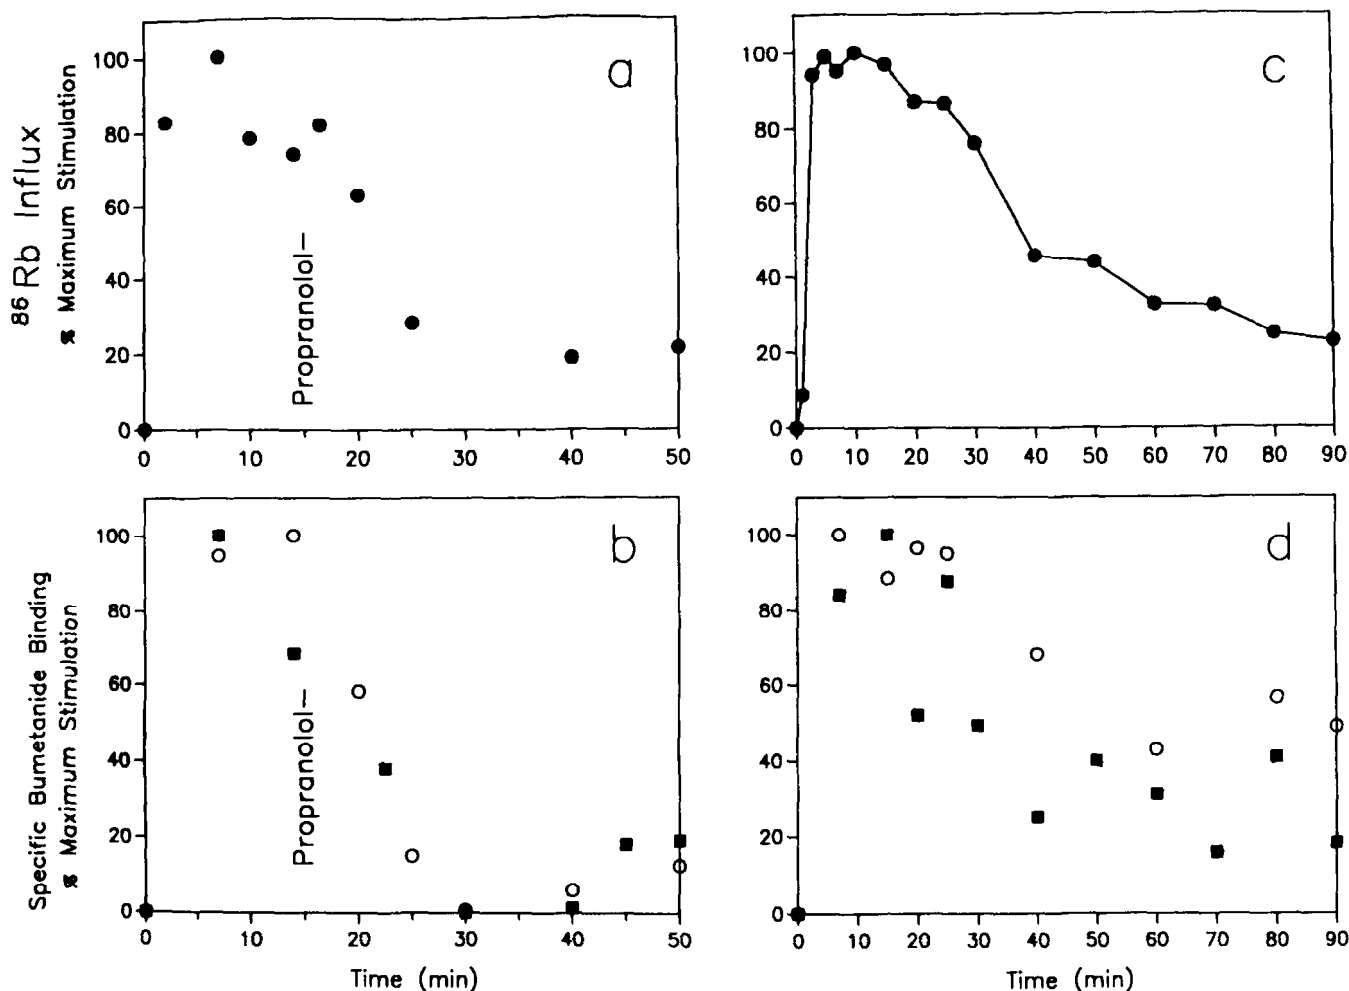 ⁸⁶Rb Influx
% Maximum Stimulation
100
80
60
40
20
0
a
Propranolol—
0 10 20 30 40 50
100
80
60
40
20
0
c
0 10 20 30 40 50 60 70 80 90
Specific Bumetanide Binding
% Maximum Stimulation
100
80
60
40
20
0
b
Propranolol—
0 10 20 30 40 50
Time (min)
100
80
60
40
20
0
d
0 10 20 30 40 50 60 70 80 90
Time (min)